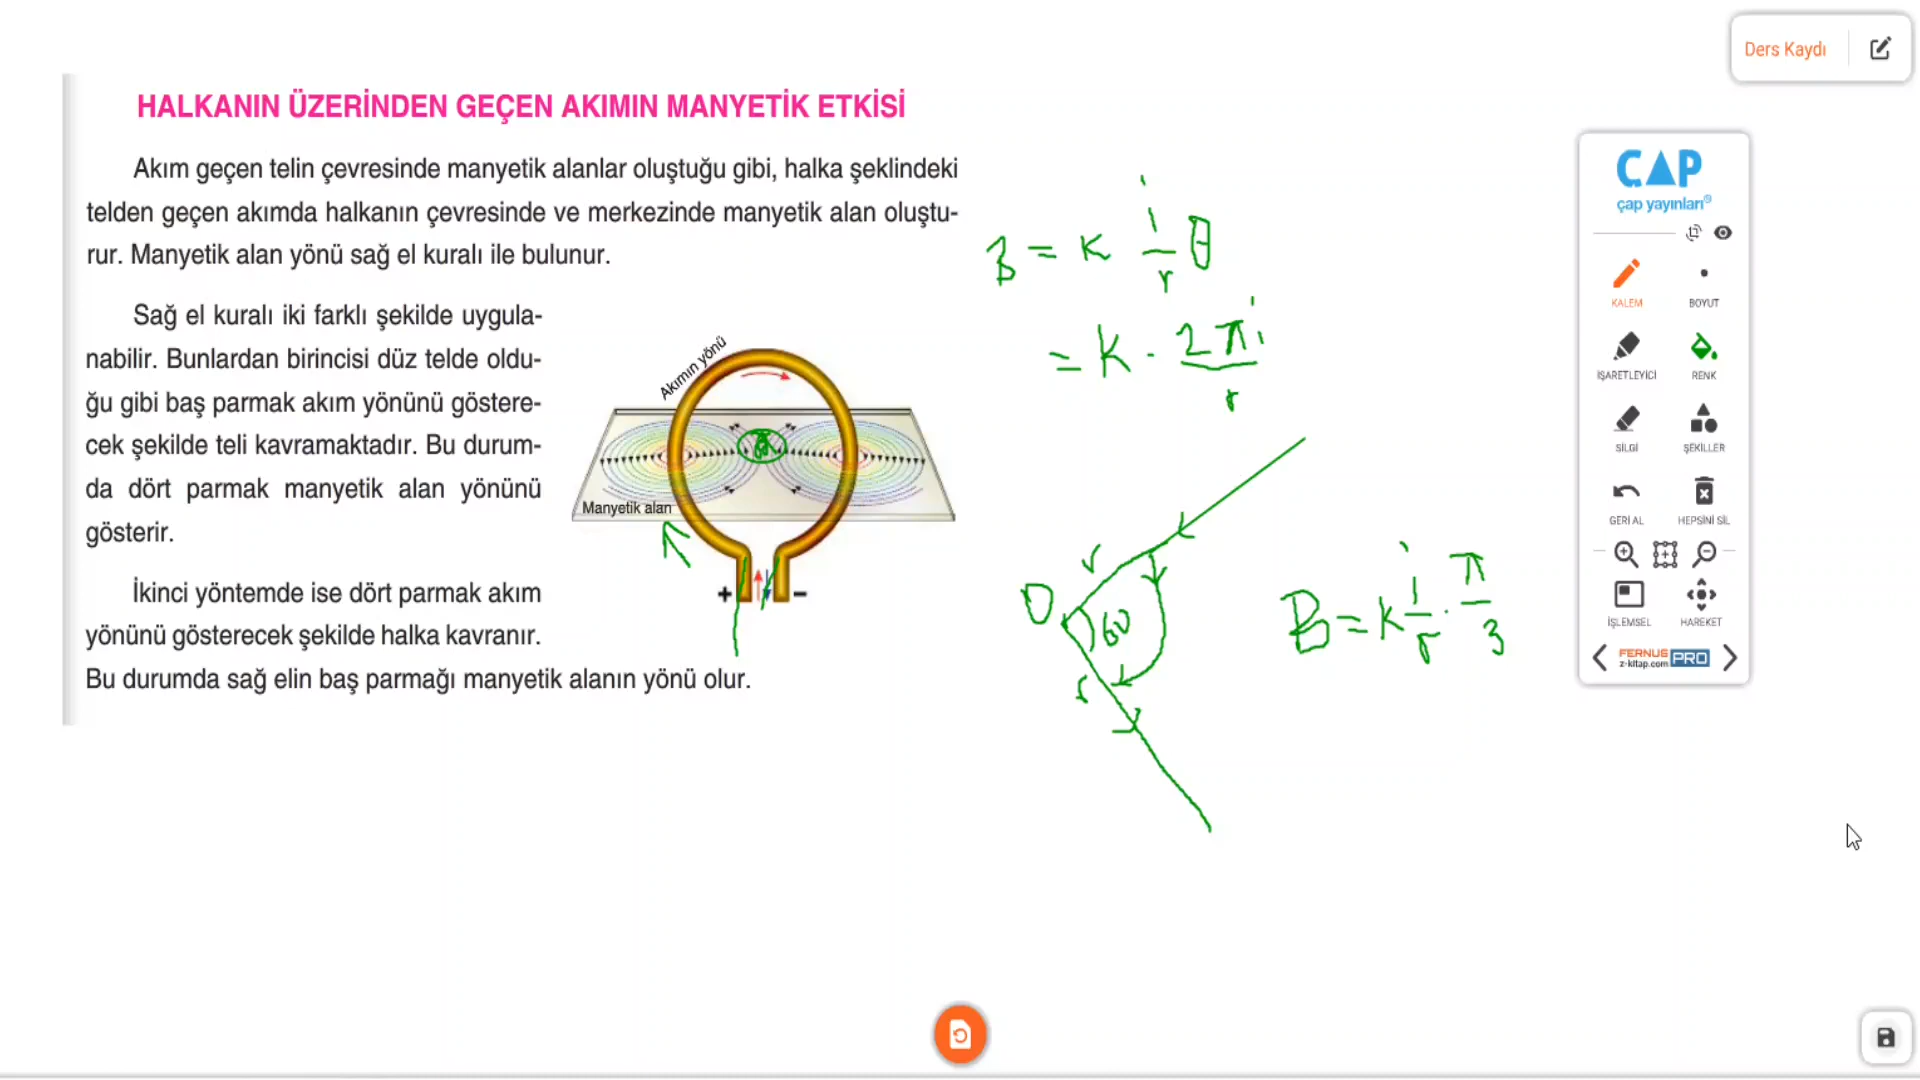 Ders Kaydı
HALKANIN ÜZERİNDEN GEÇEN AKIMIN MANYETİK ETKİSİ
Akım geçen telin çevresinde manyetik alanlar oluştuğu gibi, halka şeklindeki
telden geçen akımda halkanın çevresinde ve merkezinde manyetik alan oluştu-
rur. Manyetik alan yönü sağ el kuralı ile bulunur.
Sağ el kuralı iki farklı şekilde uygula-
nabilir. Bunlardan birincisi düz telde oldu-
ğu gibi baş parmak akım yönünü göstere-
cek şekilde teli kavramaktadır. Bu durum-
da dört parmak manyetik alan yönünü
gösterir.
İkinci yöntemde ise dört parmak akım
yönünü gösterecek şekilde halka kavranır.
Bu durumda sağ elin baş parmağı manyetik alanın yönü olur.
Akımın yönü
Manyetik alan
+ −
B = K i/r θ
= K · 2πi/r
O
r
60
r
B = K i/r · π/3
ÇAP
çap yayınları®
KALEM
BOYUT
İŞARETLEYİCİ
RENK
SİLGİ
ŞEKİLLER
GERİ AL
HEPSİNİ SİL
İŞLEMSEL
HAREKET
FERNUS
z-kitap.com PRO